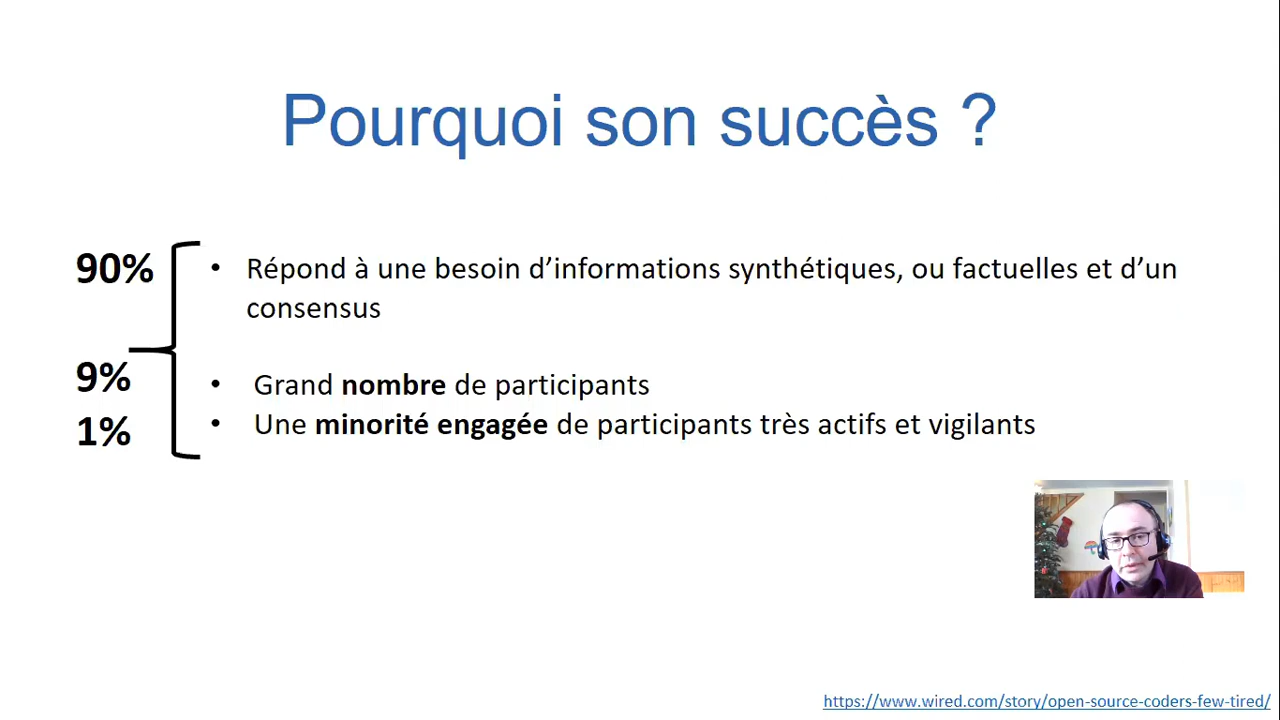 Pourquoi son succès ?
90%
• Répond à une besoin d’informations synthétiques, ou factuelles et d’un
consensus
9%
• Grand nombre de participants
1%
• Une minorité engagée de participants très actifs et vigilants
https://www.wired.com/story/open-source-coders-few-tired/